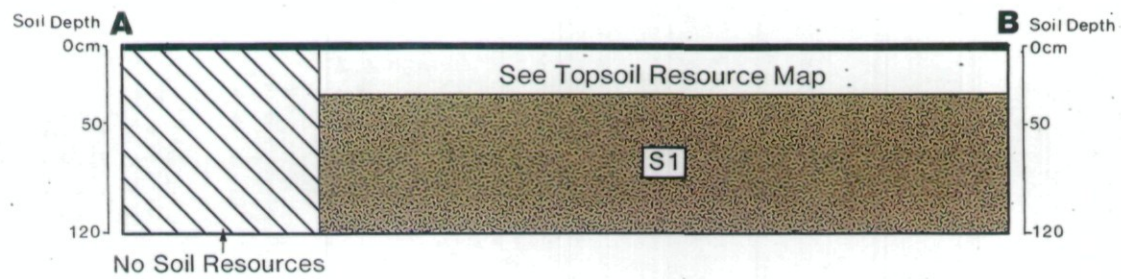 Soil Depth A
B Soil Depth
0cm
0cm
See Topsoil Resource Map
50
50
S1
120
120
No Soil Resources